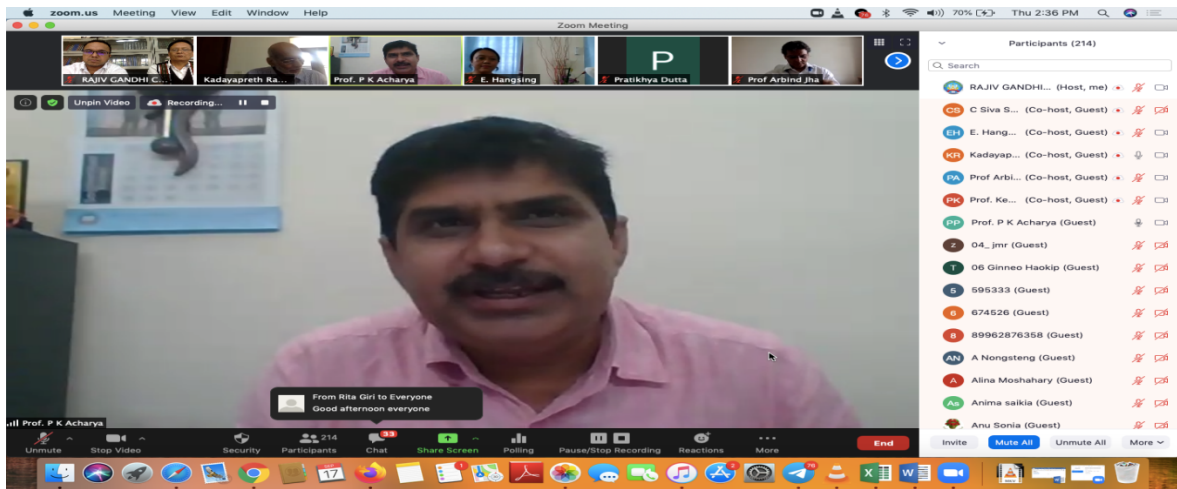 zoom.us Meeting View Edit Window Help
70% Thu 2:36 PM
Zoom Meeting
RAJIV GANDHI C...
Kadayapreth Ra...
Prof. P K Acharya
E. Hangsing
P
Pratikhya Dutta
Prof Arbind Jha
Unpin Video
Recording...
From Rita Giri to Everyone
Good afternoon everyone
Prof. P K Acharya
Unmute
Stop Video
Security
214
Participants
33
Chat
Share Screen
Polling
Pause/Stop Recording
Reactions
More
End
Participants (214)
Search
RAJIV GANDHI... (Host, me)
CS C Siva S... (Co-host, Guest)
EH E. Hang... (Co-host, Guest)
KR Kadayap... (Co-host, Guest)
PA Prof Arbi... (Co-host, Guest)
PK Prof. Ke... (Co-host, Guest)
PP Prof. P K Acharya (Guest)
z 04_ jmr (Guest)
T 06 Ginneo Haokip (Guest)
5 595333 (Guest)
6 674526 (Guest)
8 89962876358 (Guest)
AN A Nongsteng (Guest)
A Alina Moshahary (Guest)
As Anima saikia (Guest)
Anu Sonia (Guest)
Invite
Mute All
Unmute All
More
17